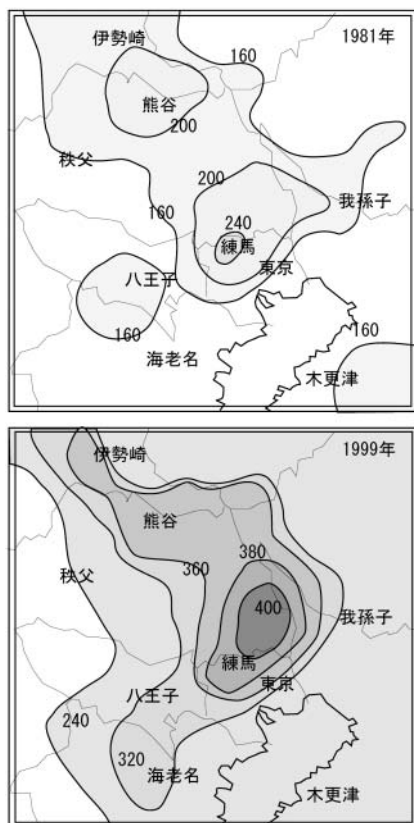 1981年
伊勢崎
160
熊谷
200
秩父
200
160
我孫子
240
練馬
東京
八王子
160
160
海老名
木更津
1999年
伊勢崎
熊谷
380
360
秩父
400
我孫子
練馬
東京
八王子
240
320
海老名
木更津